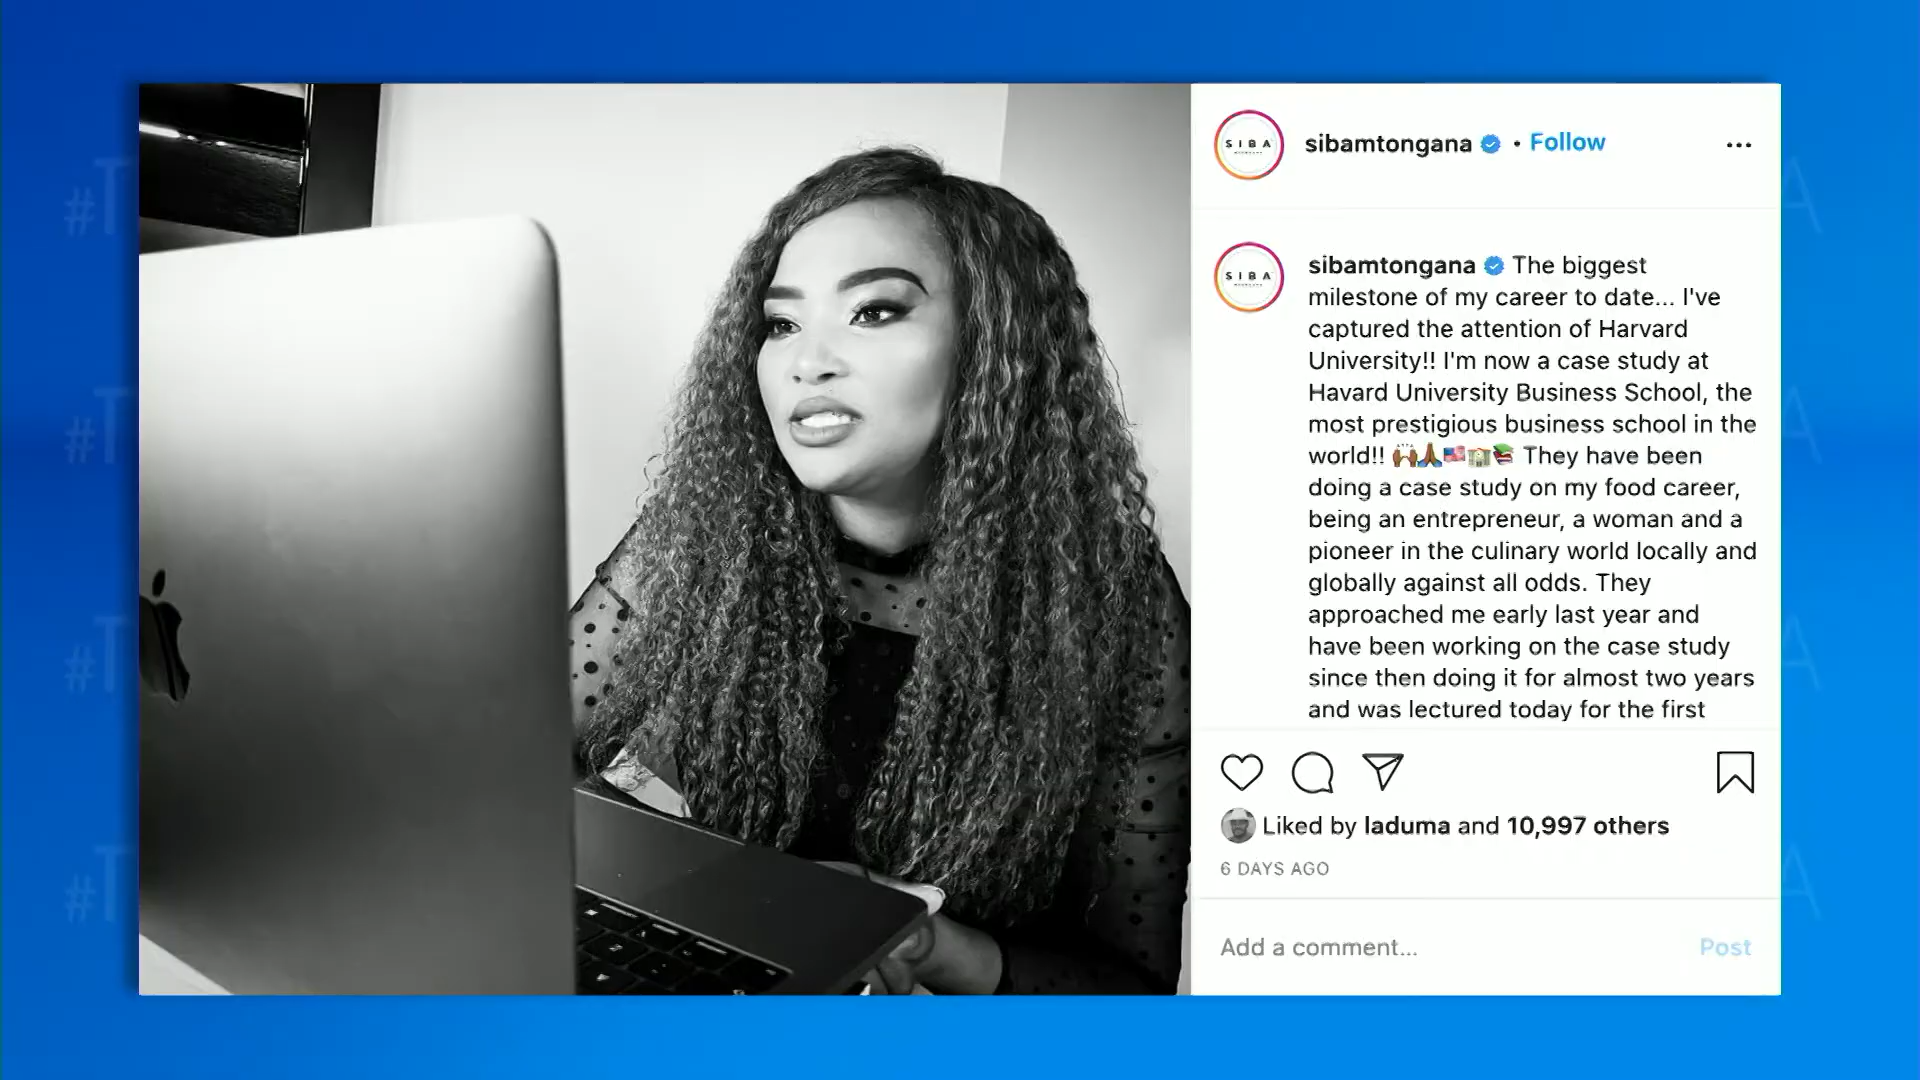 SIBA
sibamtongana • Follow
SIBA
sibamtongana The biggest
milestone of my career to date... I've
captured the attention of Harvard
University!! I'm now a case study at
Havard University Business School, the
most prestigious business school in the
world!! 🙌🏾🙏🏾🇺🇸🏫📚 They have been
doing a case study on my food career,
being an entrepreneur, a woman and a
pioneer in the culinary world locally and
globally against all odds. They
approached me early last year and
have been working on the case study
since then doing it for almost two years
and was lectured today for the first
Liked by laduma and 10,997 others
6 DAYS AGO
Add a comment... Post